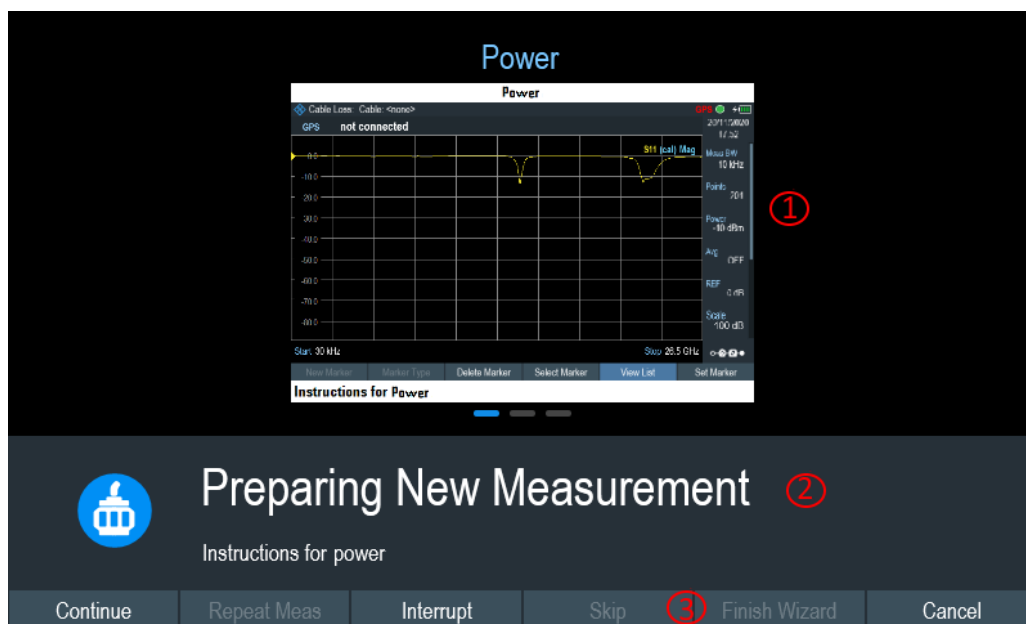 Power
Power
Cable Loss: Cable: <none>
GPS
GPS not connected
20/11/2020
17:52
S11 (cal) Mag
Meas BW
10 kHz
Points
201
Power
-10 dBm
Avg
OFF
REF
0 dB
Scale
100 dB
0.0
-10.0
-20.0
-30.0
-40.0
-50.0
-60.0
-70.0
-80.0
Start 30 kHz Stop 26.5 GHz
New Marker Marker Type Delete Marker Select Marker View List Set Marker
Instructions for Power
①
Preparing New Measurement ②
Instructions for power
Continue Repeat Meas Interrupt Skip ③ Finish Wizard Cancel